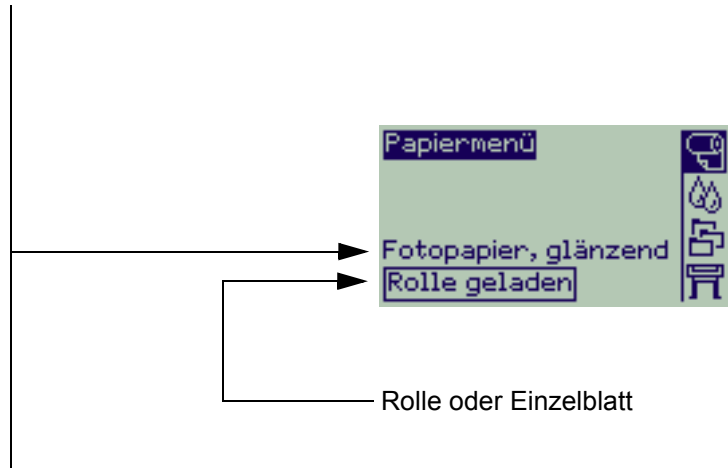 Papiermenü
Fotopapier, glänzend
Rolle geladen
Rolle oder Einzelblatt